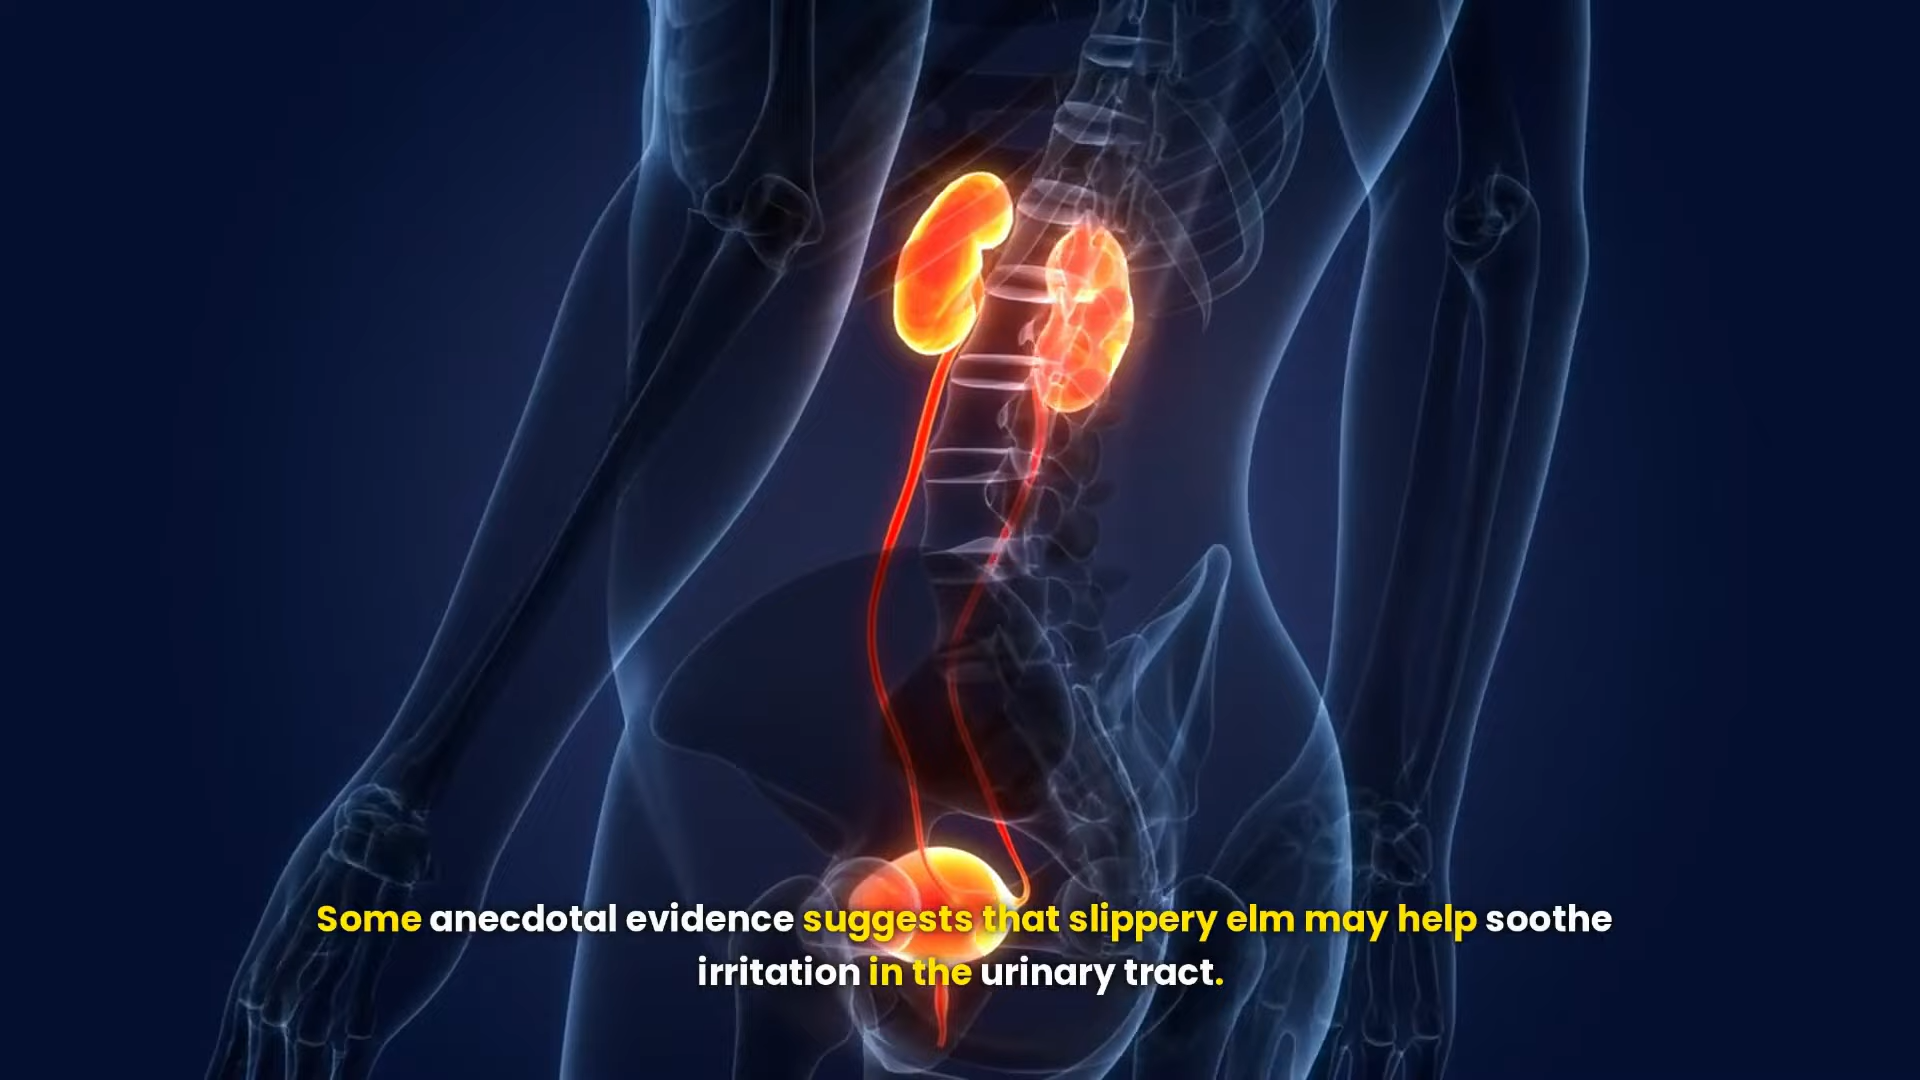 Some anecdotal evidence suggests that slippery elm may help soothe
irritation in the urinary tract.